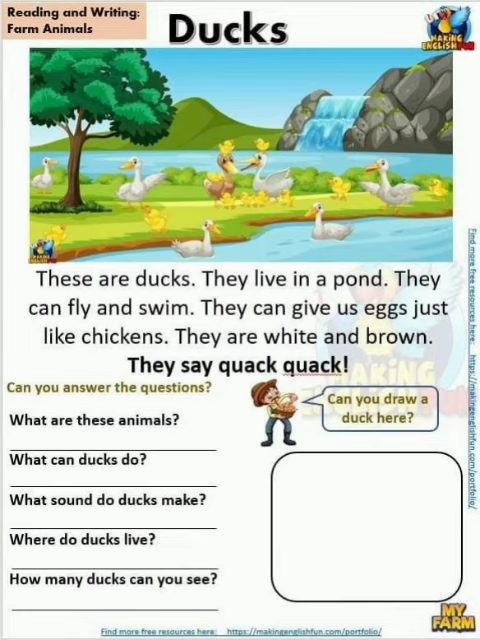 Reading and Writing:
Farm Animals
Ducks
MAKING
ENGLISH FUN
These are ducks. They live in a pond. They
can fly and swim. They can give us eggs just
like chickens. They are white and brown.
They say quack quack!
Can you answer the questions?
What are these animals?
What can ducks do?
What sound do ducks make?
Where do ducks live?
How many ducks can you see?
Can you draw a
duck here?
Find more free resources here: https://makingenglishfun.com/portfolio/
MY
FARM
Find more free resources here: https://makingenglishfun.com/portfolio/